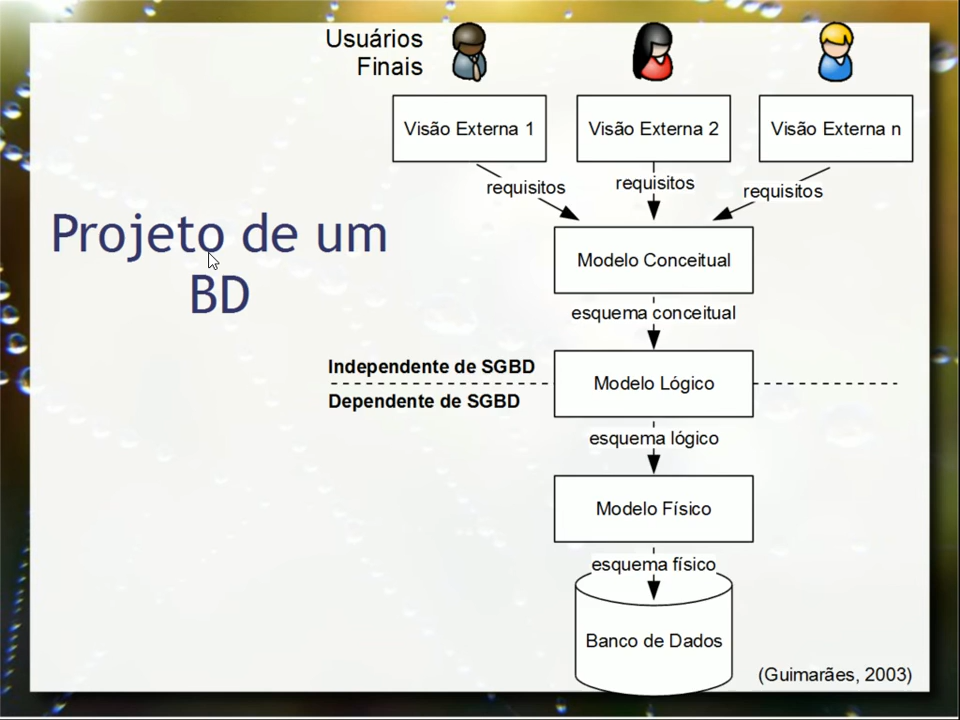 Usuários
Finais
Visão Externa 1
Visão Externa 2
Visão Externa n
requisitos
requisitos
requisitos
Projeto de um
BD
Modelo Conceitual
esquema conceitual
Independente de SGBD
Modelo Lógico
Dependente de SGBD
esquema lógico
Modelo Físico
esquema físico
Banco de Dados
(Guimarães, 2003)